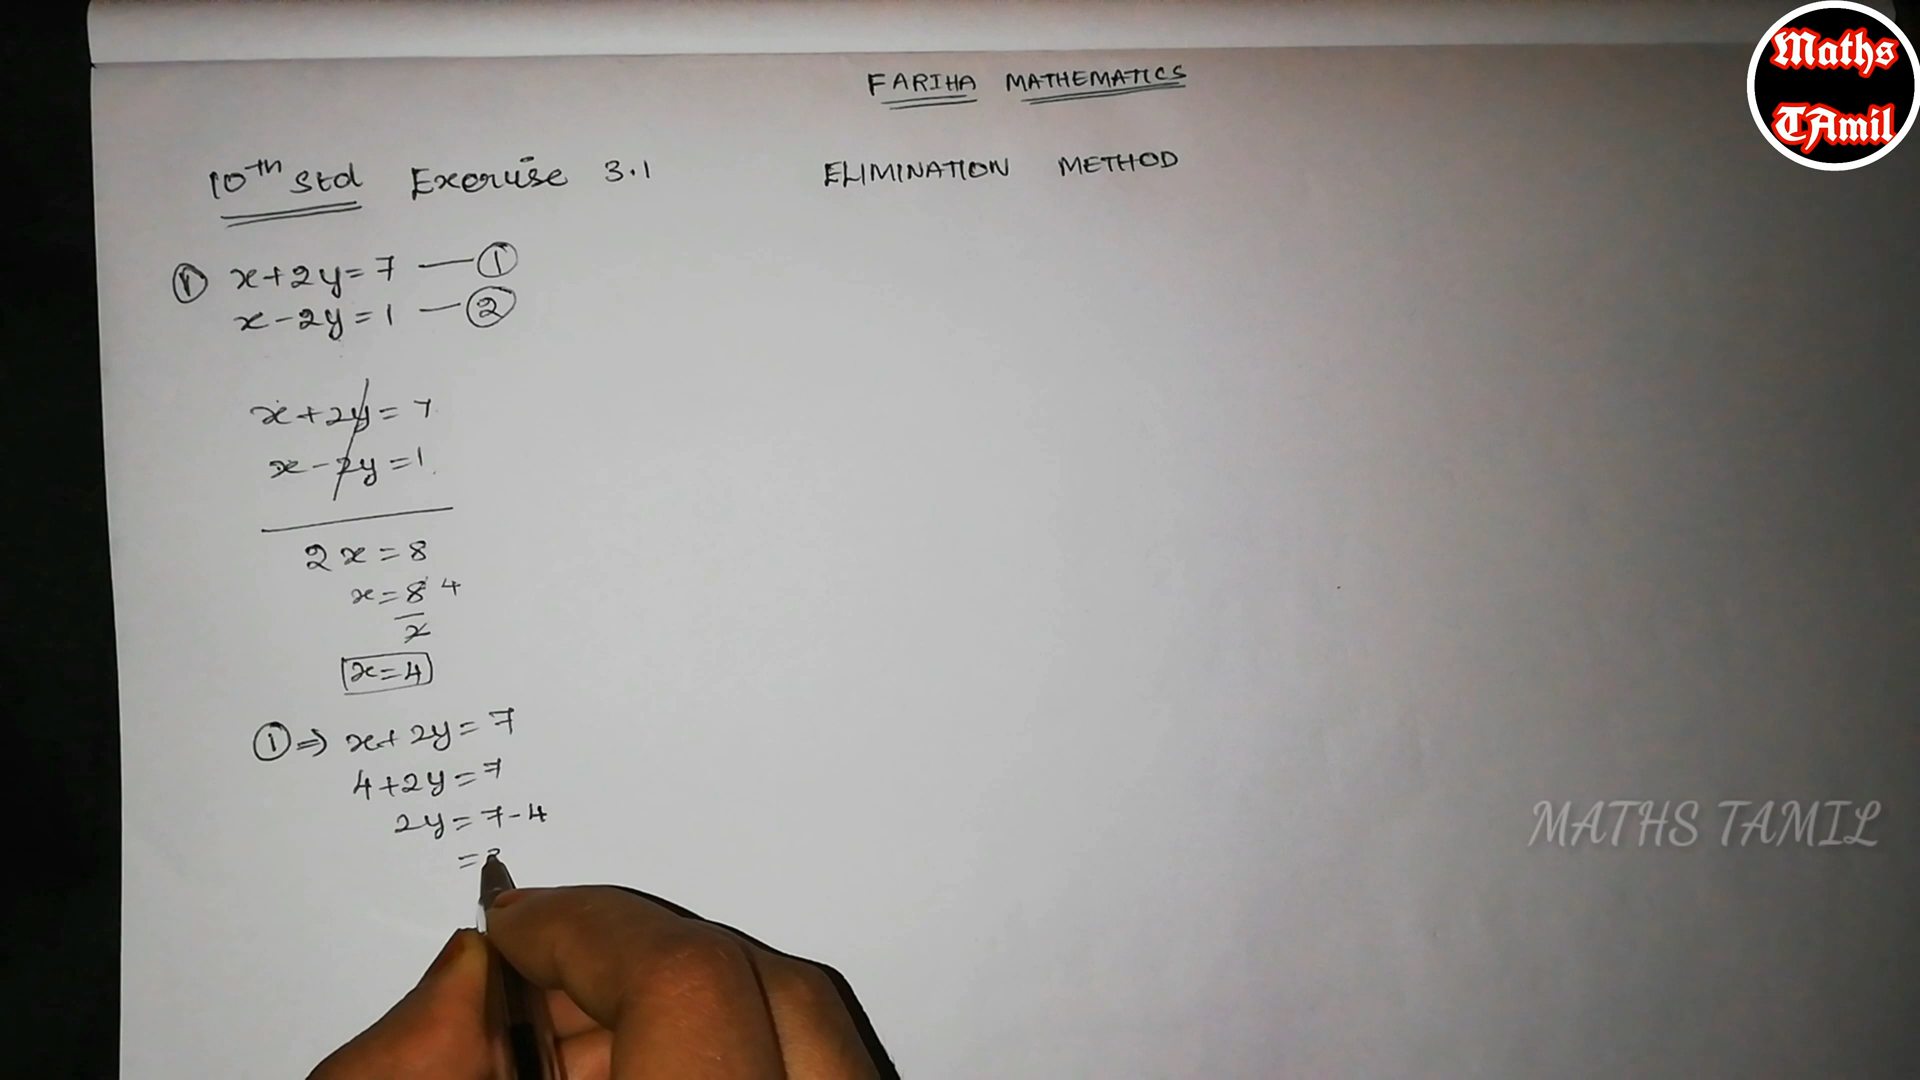 Maths
TAmil
FARIHA MATHEMATICS
10th Std Exercise 3.1
ELIMINATION METHOD
① x+2y=7 — ①
x-2y=1 — ②
x+2y=7
x-2y=1
2x=8
x=8 4
2
x=4
① ⇒ x+2y=7
4+2y=7
2y=7-4
=3
MATHS TAMIL